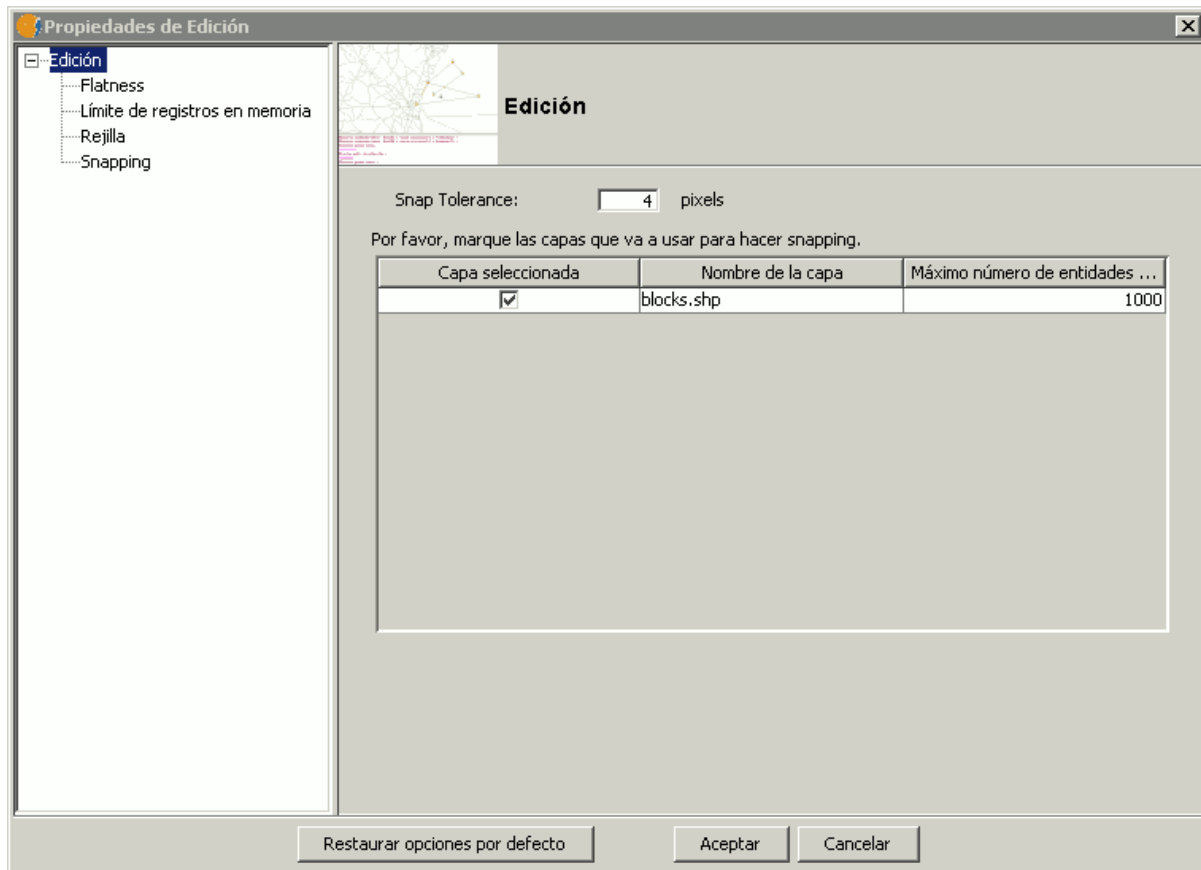 Propiedades de Edición
Edición
Flatness
Límite de registros en memoria
Rejilla
Snapping
Edición
Snap Tolerance: 4 pixels
Por favor, marque las capas que va a usar para hacer snapping.
Capa seleccionada Nombre de la capa Máximo número de entidades ...
blocks.shp 1000
Restaurar opciones por defecto Aceptar Cancelar